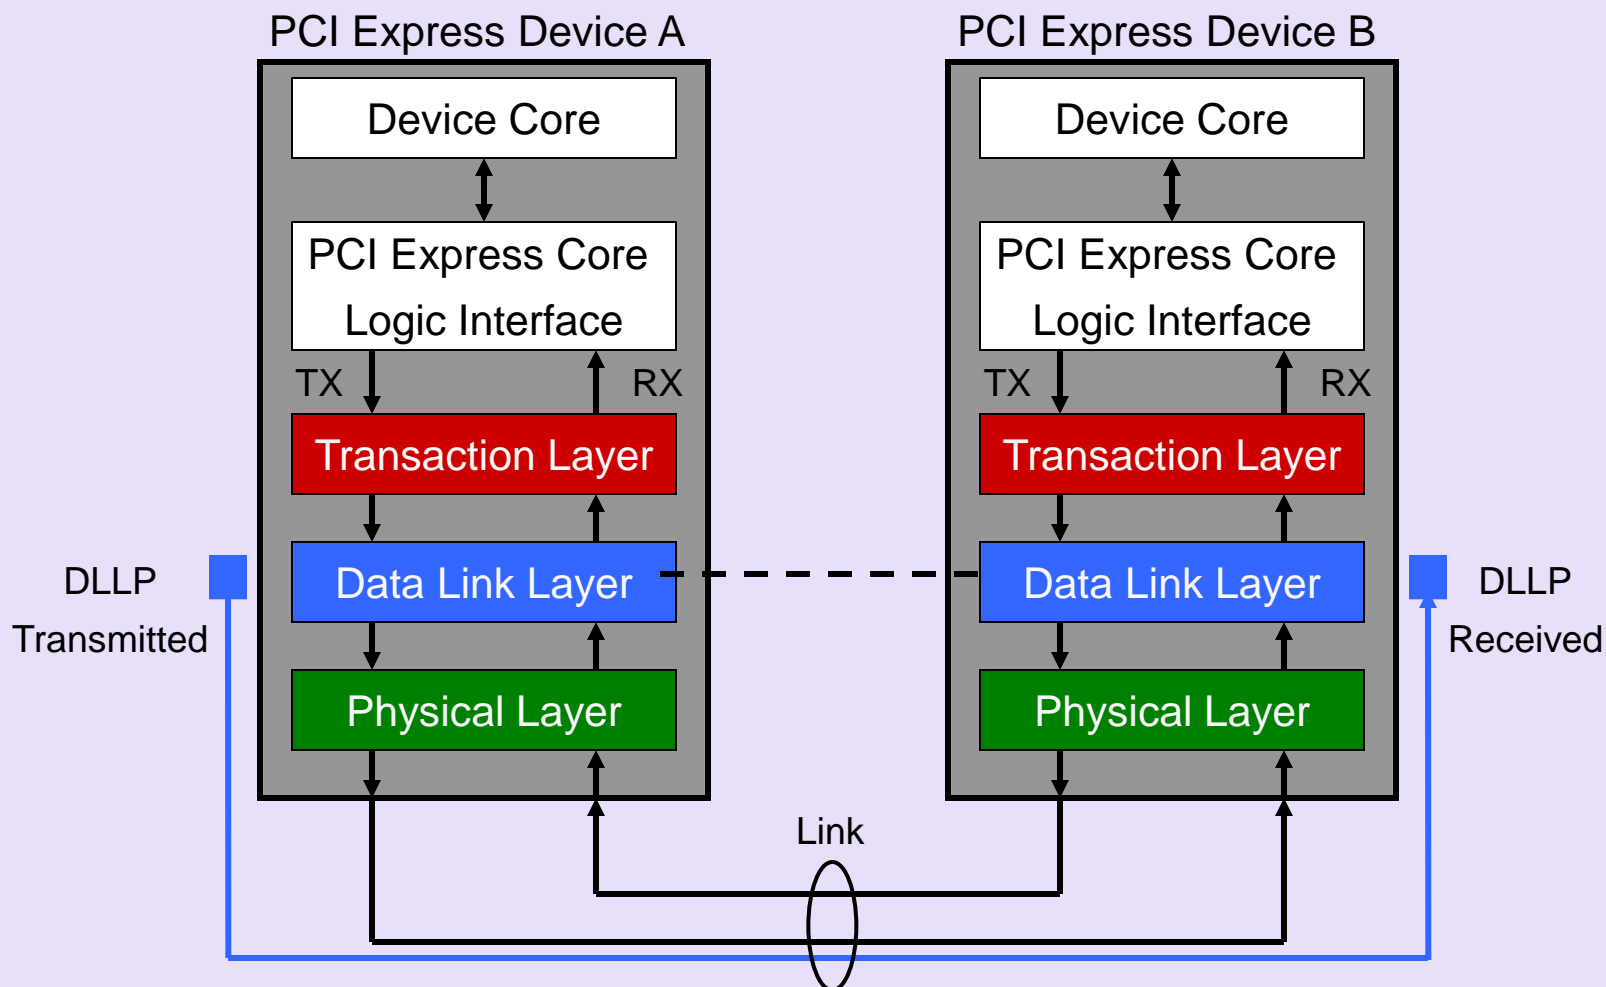 PCI Express Device A
Device Core
PCI Express Core
Logic Interface
TX
RX
Transaction Layer
Data Link Layer
Physical Layer
DLLP
Transmitted
PCI Express Device B
Device Core
PCI Express Core
Logic Interface
TX
RX
Transaction Layer
Data Link Layer
Physical Layer
DLLP
Received
Link